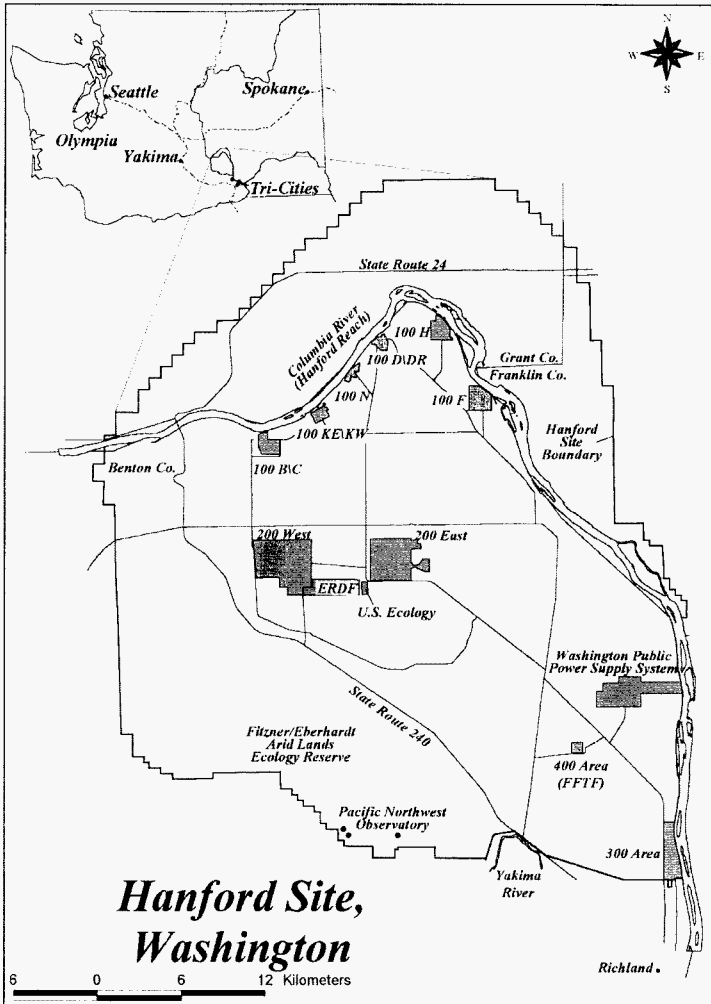 N
W E
S
Seattle
Spokane
Olympia
Yakima
Tri-Cities
State Route 24
Columbia River
(Hanford Reach)
100 H
100 D\DR
Grant Co.
Franklin Co.
100 N
100 F
100 KE\KW
Hanford
Site
Boundary
Benton Co.
100 B\C
200 West
200 East
ERDF
U.S. Ecology
Washington Public
Power Supply System
State Route 240
Fitzner/Eberhardt
Arid Lands
Ecology Reserve
400 Area
(FFTF)
Pacific Northwest
Observatory
300 Area
Yakima
River
Hanford Site,
Washington
Richland
6 0 6 12 Kilometers